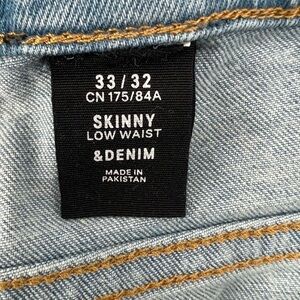 33/32
CN 175/84A
SKINNY
LOW WAIST
&DENIM
MADE IN
PAKISTAN